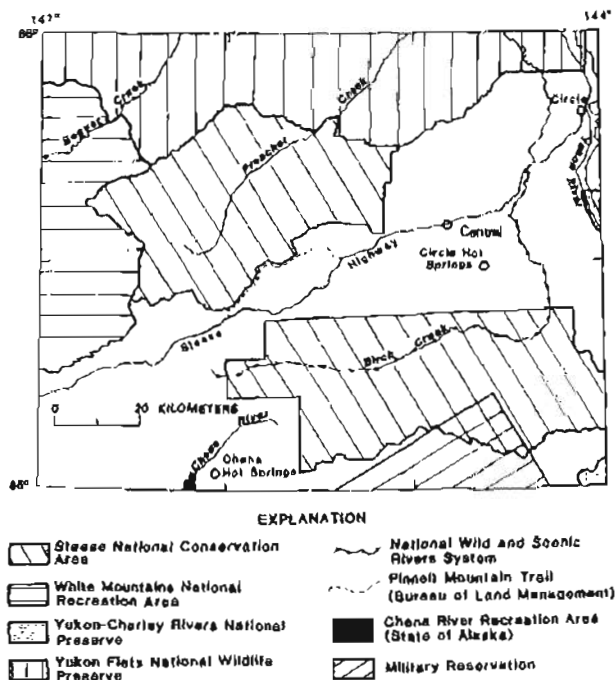 147°
144°
66°
Circle
Creek
Creek
Beaver
Preacher
Yukon River
Central
Highway
Circle Hot
Springs
Steese
Birch Creek
0 20 KILOMETERS
River
Chena
Chena
Hot Springs
65°
EXPLANATION
Steese National Conservation
Area
White Mountains National
Recreation Area
Yukon-Charley Rivers National
Preserve
Yukon Flats National Wildlife
Preserve
National Wild and Scenic
Rivers System
Pinnell Mountain Trail
(Bureau of Land Management)
Chena River Recreation Area
(State of Alaska)
Military Reservation